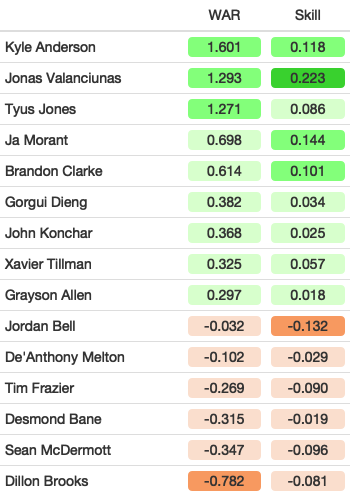 WAR Skill
Kyle Anderson 1.601 0.118
Jonas Valanciunas 1.293 0.223
Tyus Jones 1.271 0.086
Ja Morant 0.698 0.144
Brandon Clarke 0.614 0.101
Gorgui Dieng 0.382 0.034
John Konchar 0.368 0.025
Xavier Tillman 0.325 0.057
Grayson Allen 0.297 0.018
Jordan Bell -0.032 -0.132
De'Anthony Melton -0.102 -0.029
Tim Frazier -0.269 -0.090
Desmond Bane -0.315 -0.019
Sean McDermott -0.347 -0.096
Dillon Brooks -0.782 -0.081